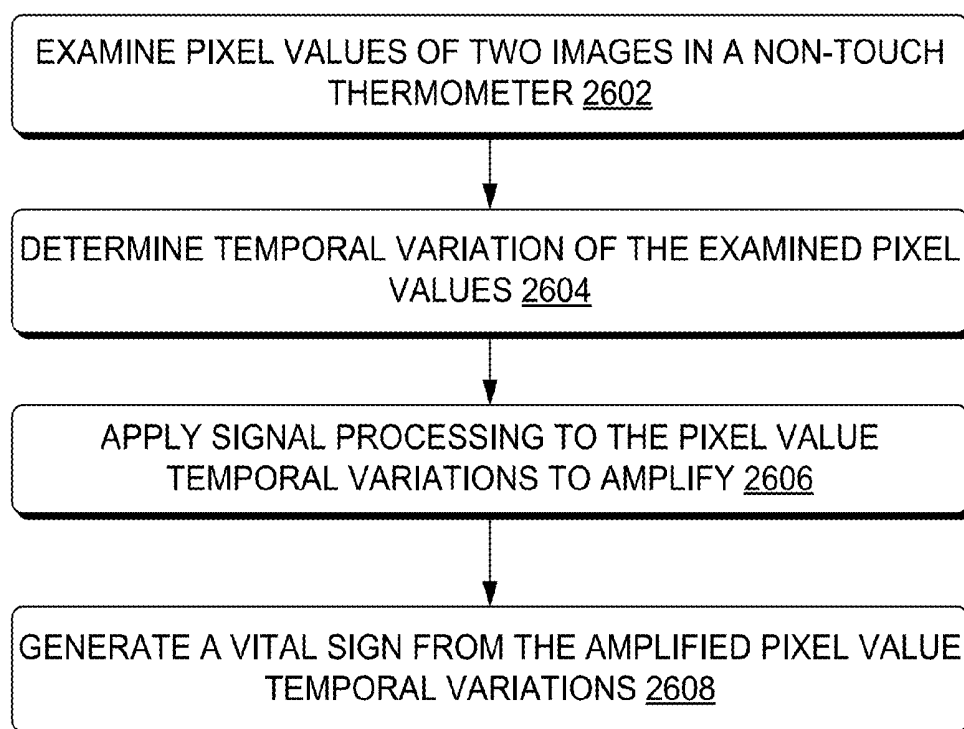 EXAMINE PIXEL VALUES OF TWO IMAGES IN A NON-TOUCH
THERMOMETER 2602
DETERMINE TEMPORAL VARIATION OF THE EXAMINED PIXEL
VALUES 2604
APPLY SIGNAL PROCESSING TO THE PIXEL VALUE
TEMPORAL VARIATIONS TO AMPLIFY 2606
GENERATE A VITAL SIGN FROM THE AMPLIFIED PIXEL VALUE
TEMPORAL VARIATIONS 2608